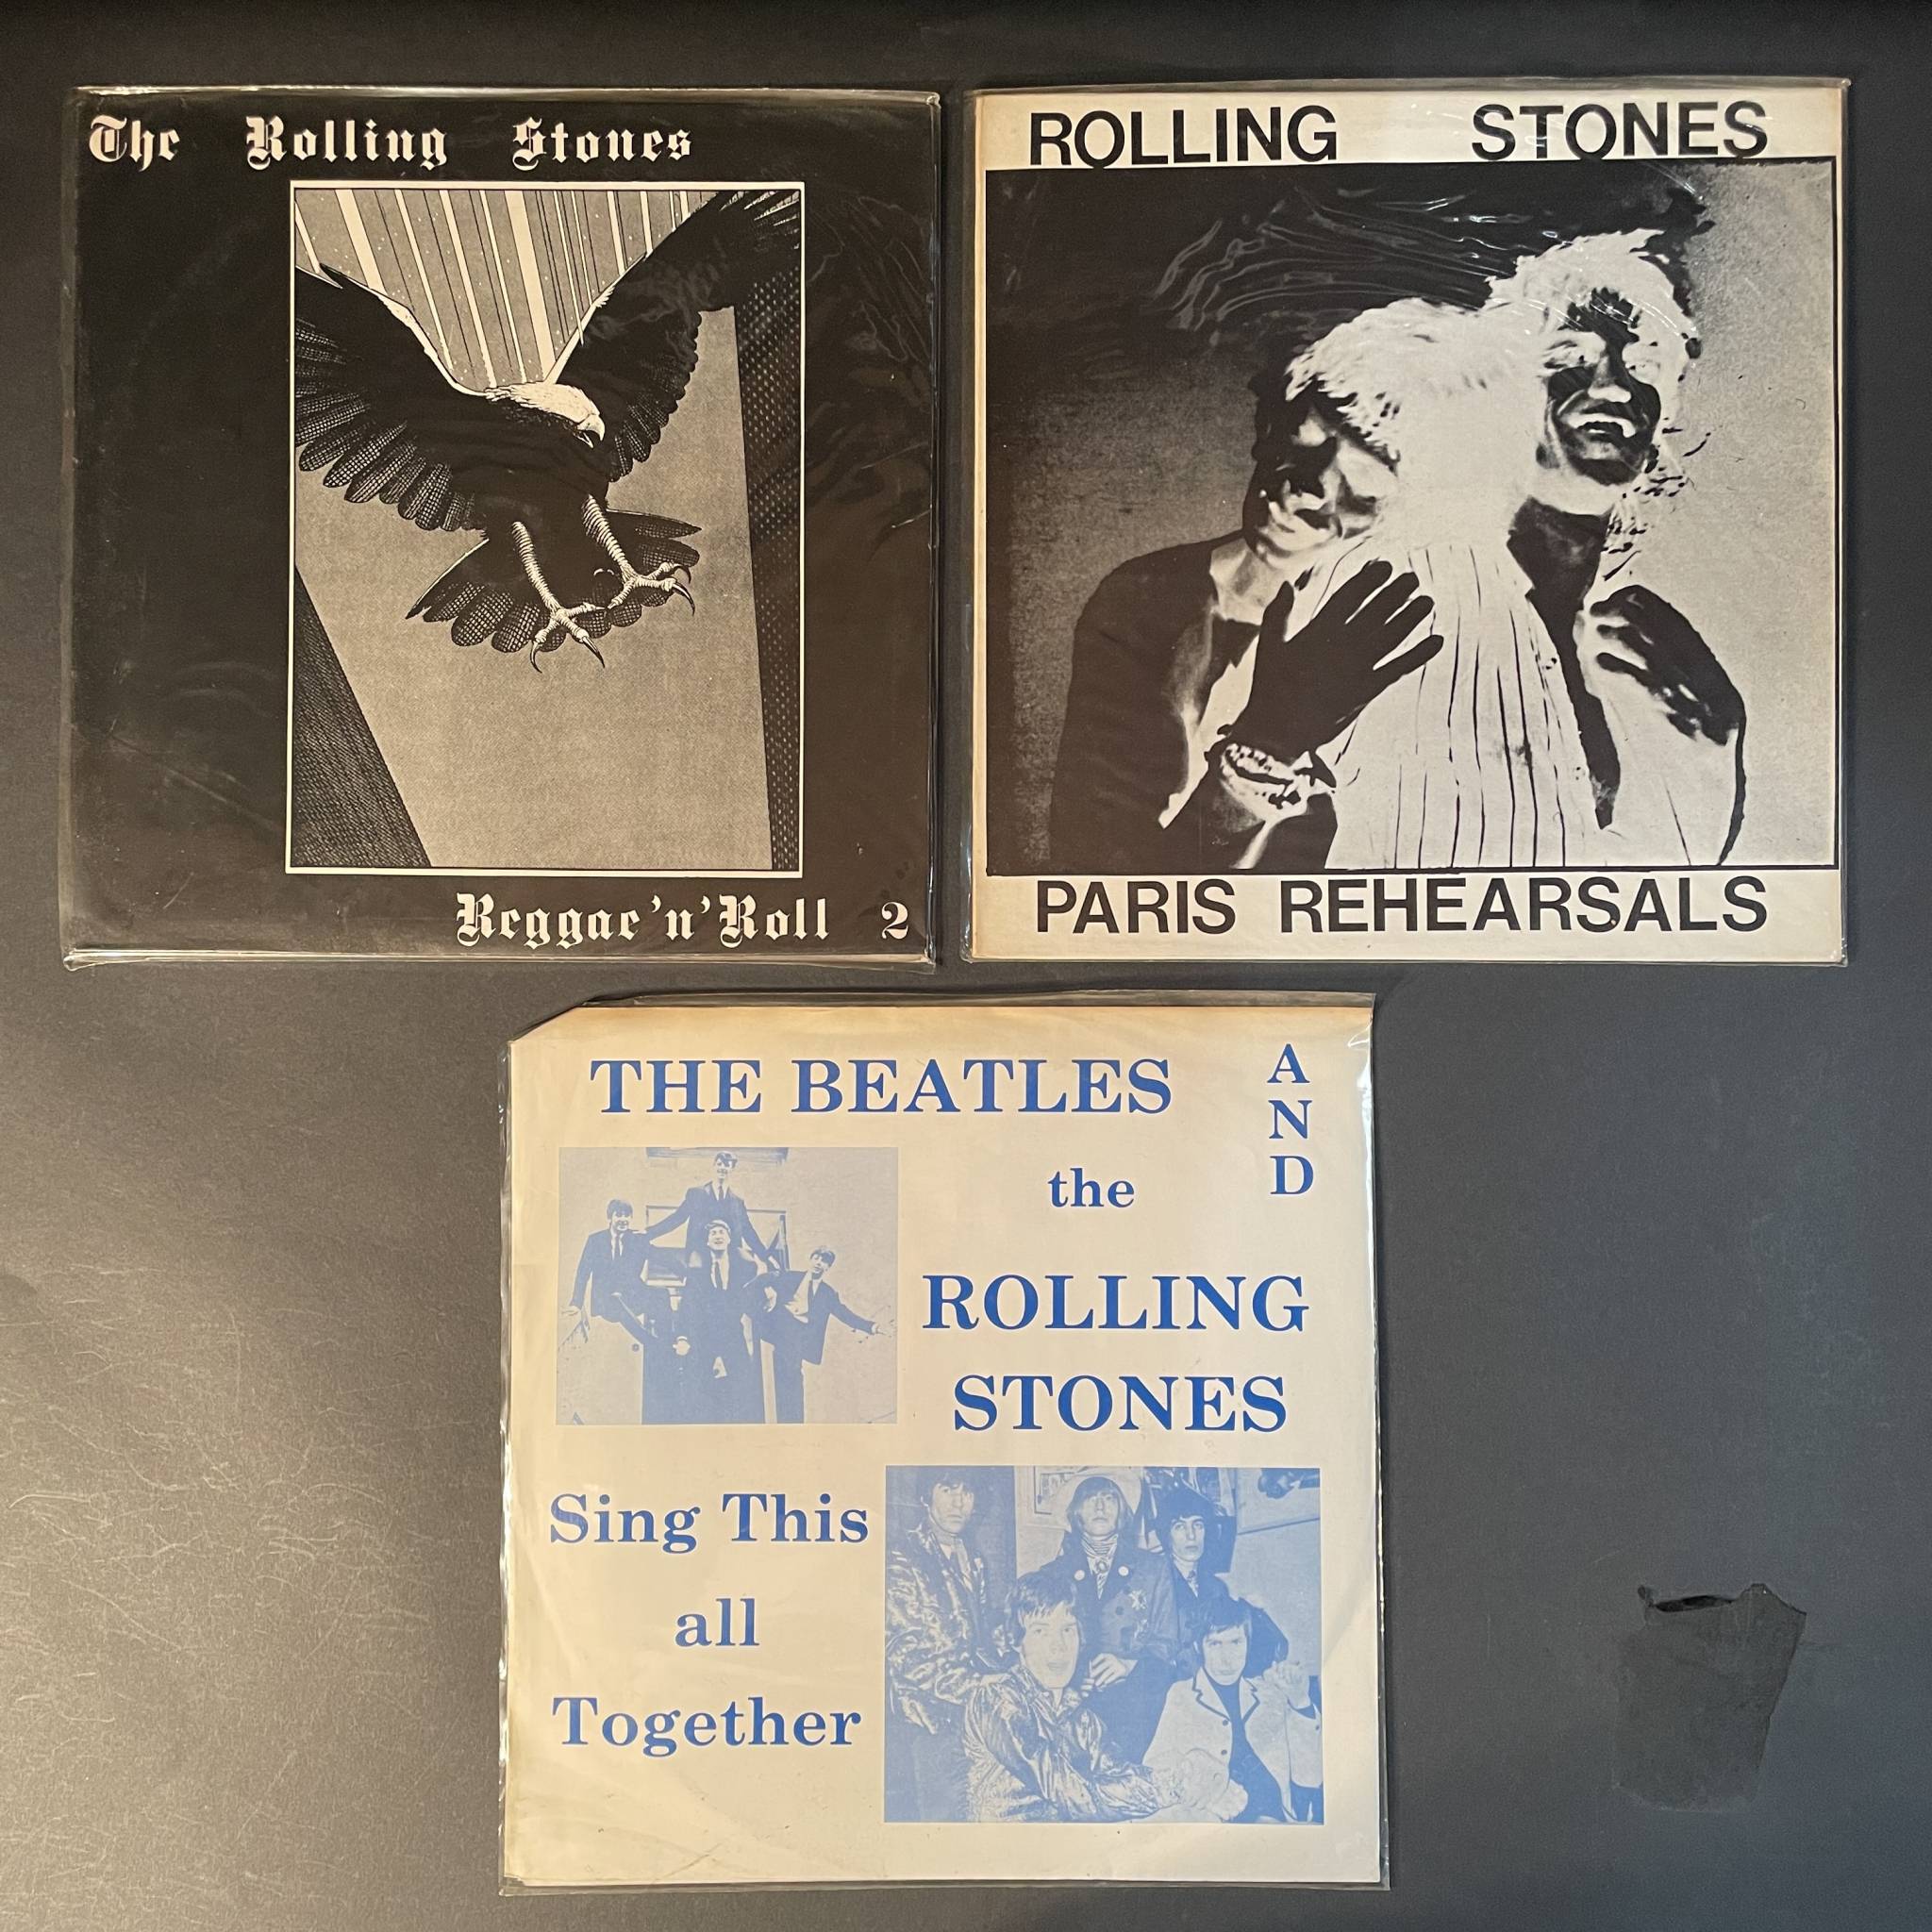 The Rolling Stones
Reggae'n'Roll 2
ROLLING STONES
PARIS REHEARSALS
THE BEATLES
AND
the
ROLLING
STONES
Sing This
all
Together